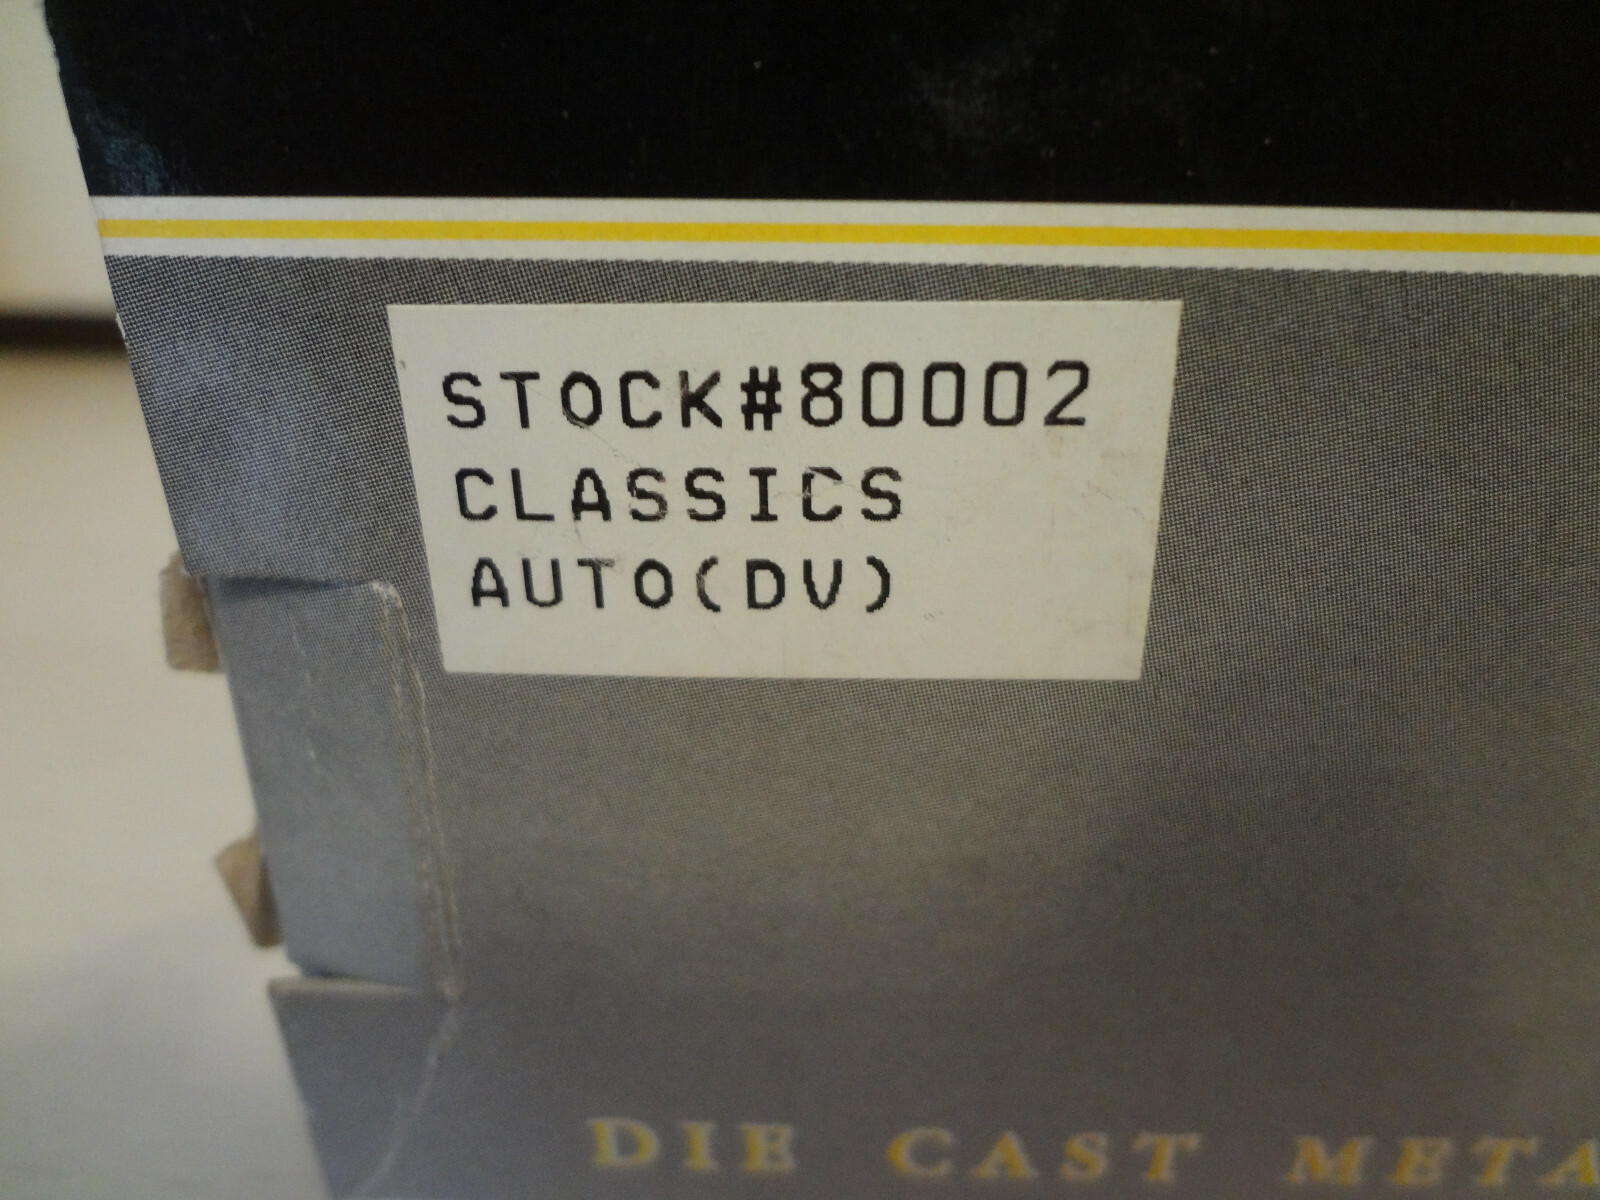 STOCK#80002
CLASSICS
AUTO(DV)
DIE CAST META